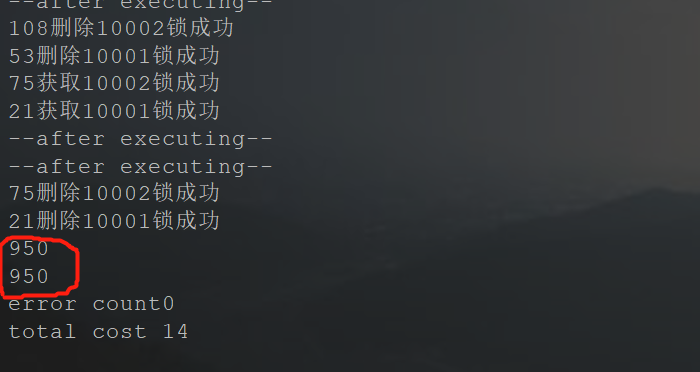 --after executing--
108删除10002锁成功
53删除10001锁成功
75获取10002锁成功
21获取10001锁成功
--after executing--
--after executing--
75删除10002锁成功
21删除10001锁成功
950
950
error count0
total cost 14